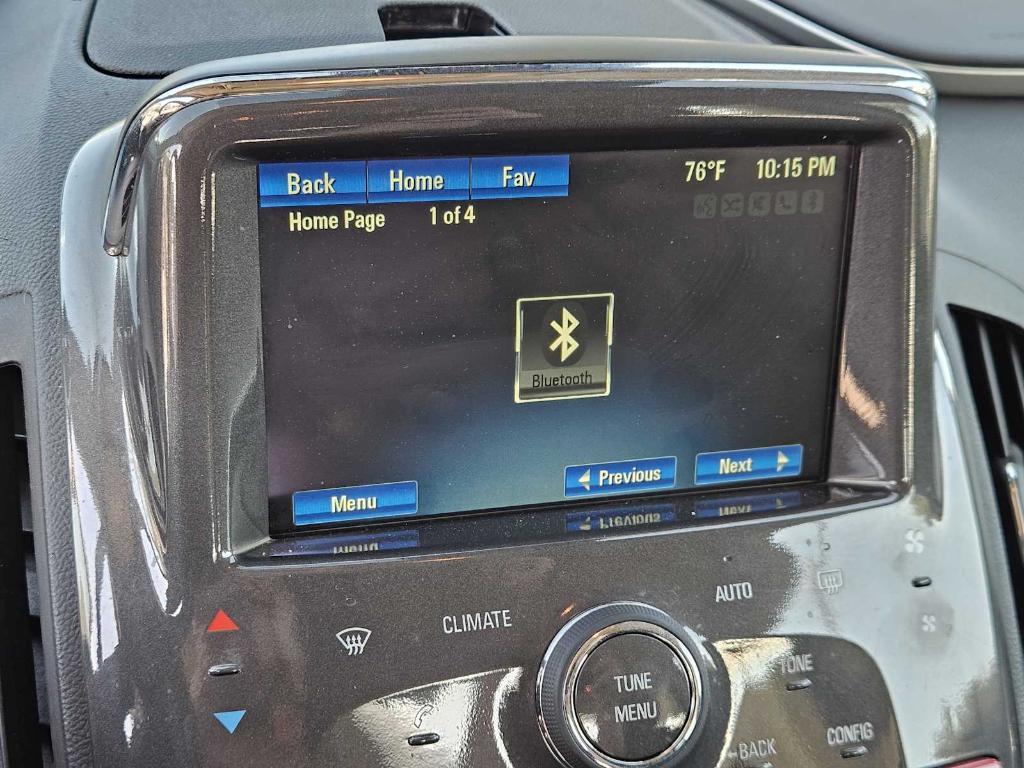 Back Home Fav 76°F 10:15 PM
Home Page 1 of 4
Bluetooth
Previous Next
Menu
AUTO
CLIMATE
TONE
TUNE
MENU
CONFIG
BACK